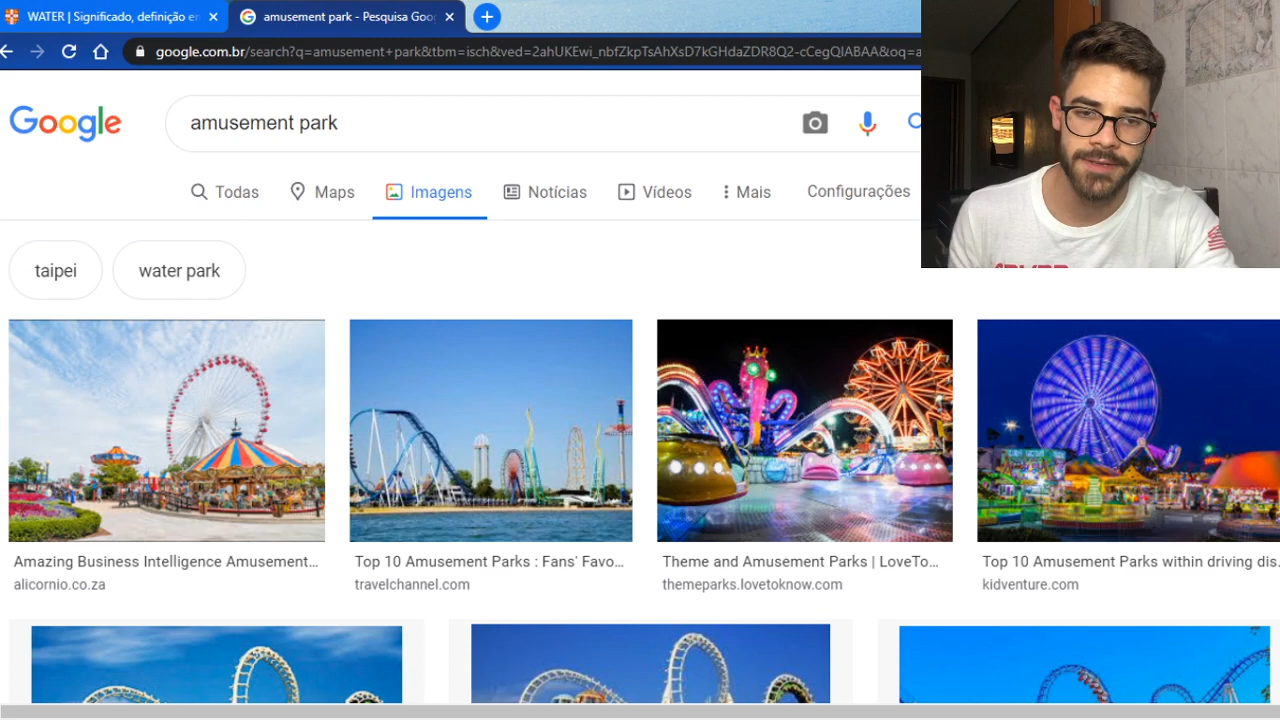 WATER | Significado, definição en
amusement park - Pesquisa Goo
google.com.br/search?q=amusement+park&tbm=isch&ved=2ahUKEwi_nbfZkpTsAhXsD7kGHdaZDR8Q2-cCegQIABAA&oq=a
Google
amusement park
Todas
Maps
Imagens
Notícias
Vídeos
Mais
Configurações
taipei
water park
Amazing Business Intelligence Amusement...
alicornio.co.za
Top 10 Amusement Parks : Fans' Favo...
travelchannel.com
Theme and Amusement Parks | LoveTo...
themeparks.lovetoknow.com
Top 10 Amusement Parks within driving dis.
kidventure.com